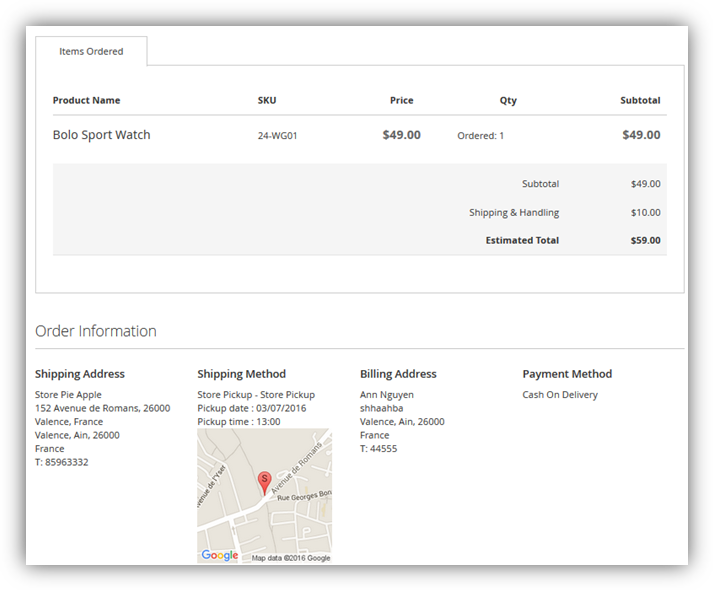 Items Ordered
Product Name SKU Price Qty Subtotal
Bolo Sport Watch 24-WG01 $49.00 Ordered: 1 $49.00
Subtotal $49.00
Shipping & Handling $10.00
Estimated Total $59.00
Order Information
Shipping Address
Store Pie Apple
152 Avenue de Romans, 26000
Valence, France
Valence, Ain, 26000
France
T: 85963332
Shipping Method
Store Pickup - Store Pickup
Pickup date : 03/07/2016
Pickup time : 13:00
S
Avenue de Romans
Avenue de l'Yser
Rue Georges Bon
Google
Map data ©2016 Google
Billing Address
Ann Nguyen
shhaahba
Valence, Ain, 26000
France
T: 44555
Payment Method
Cash On Delivery